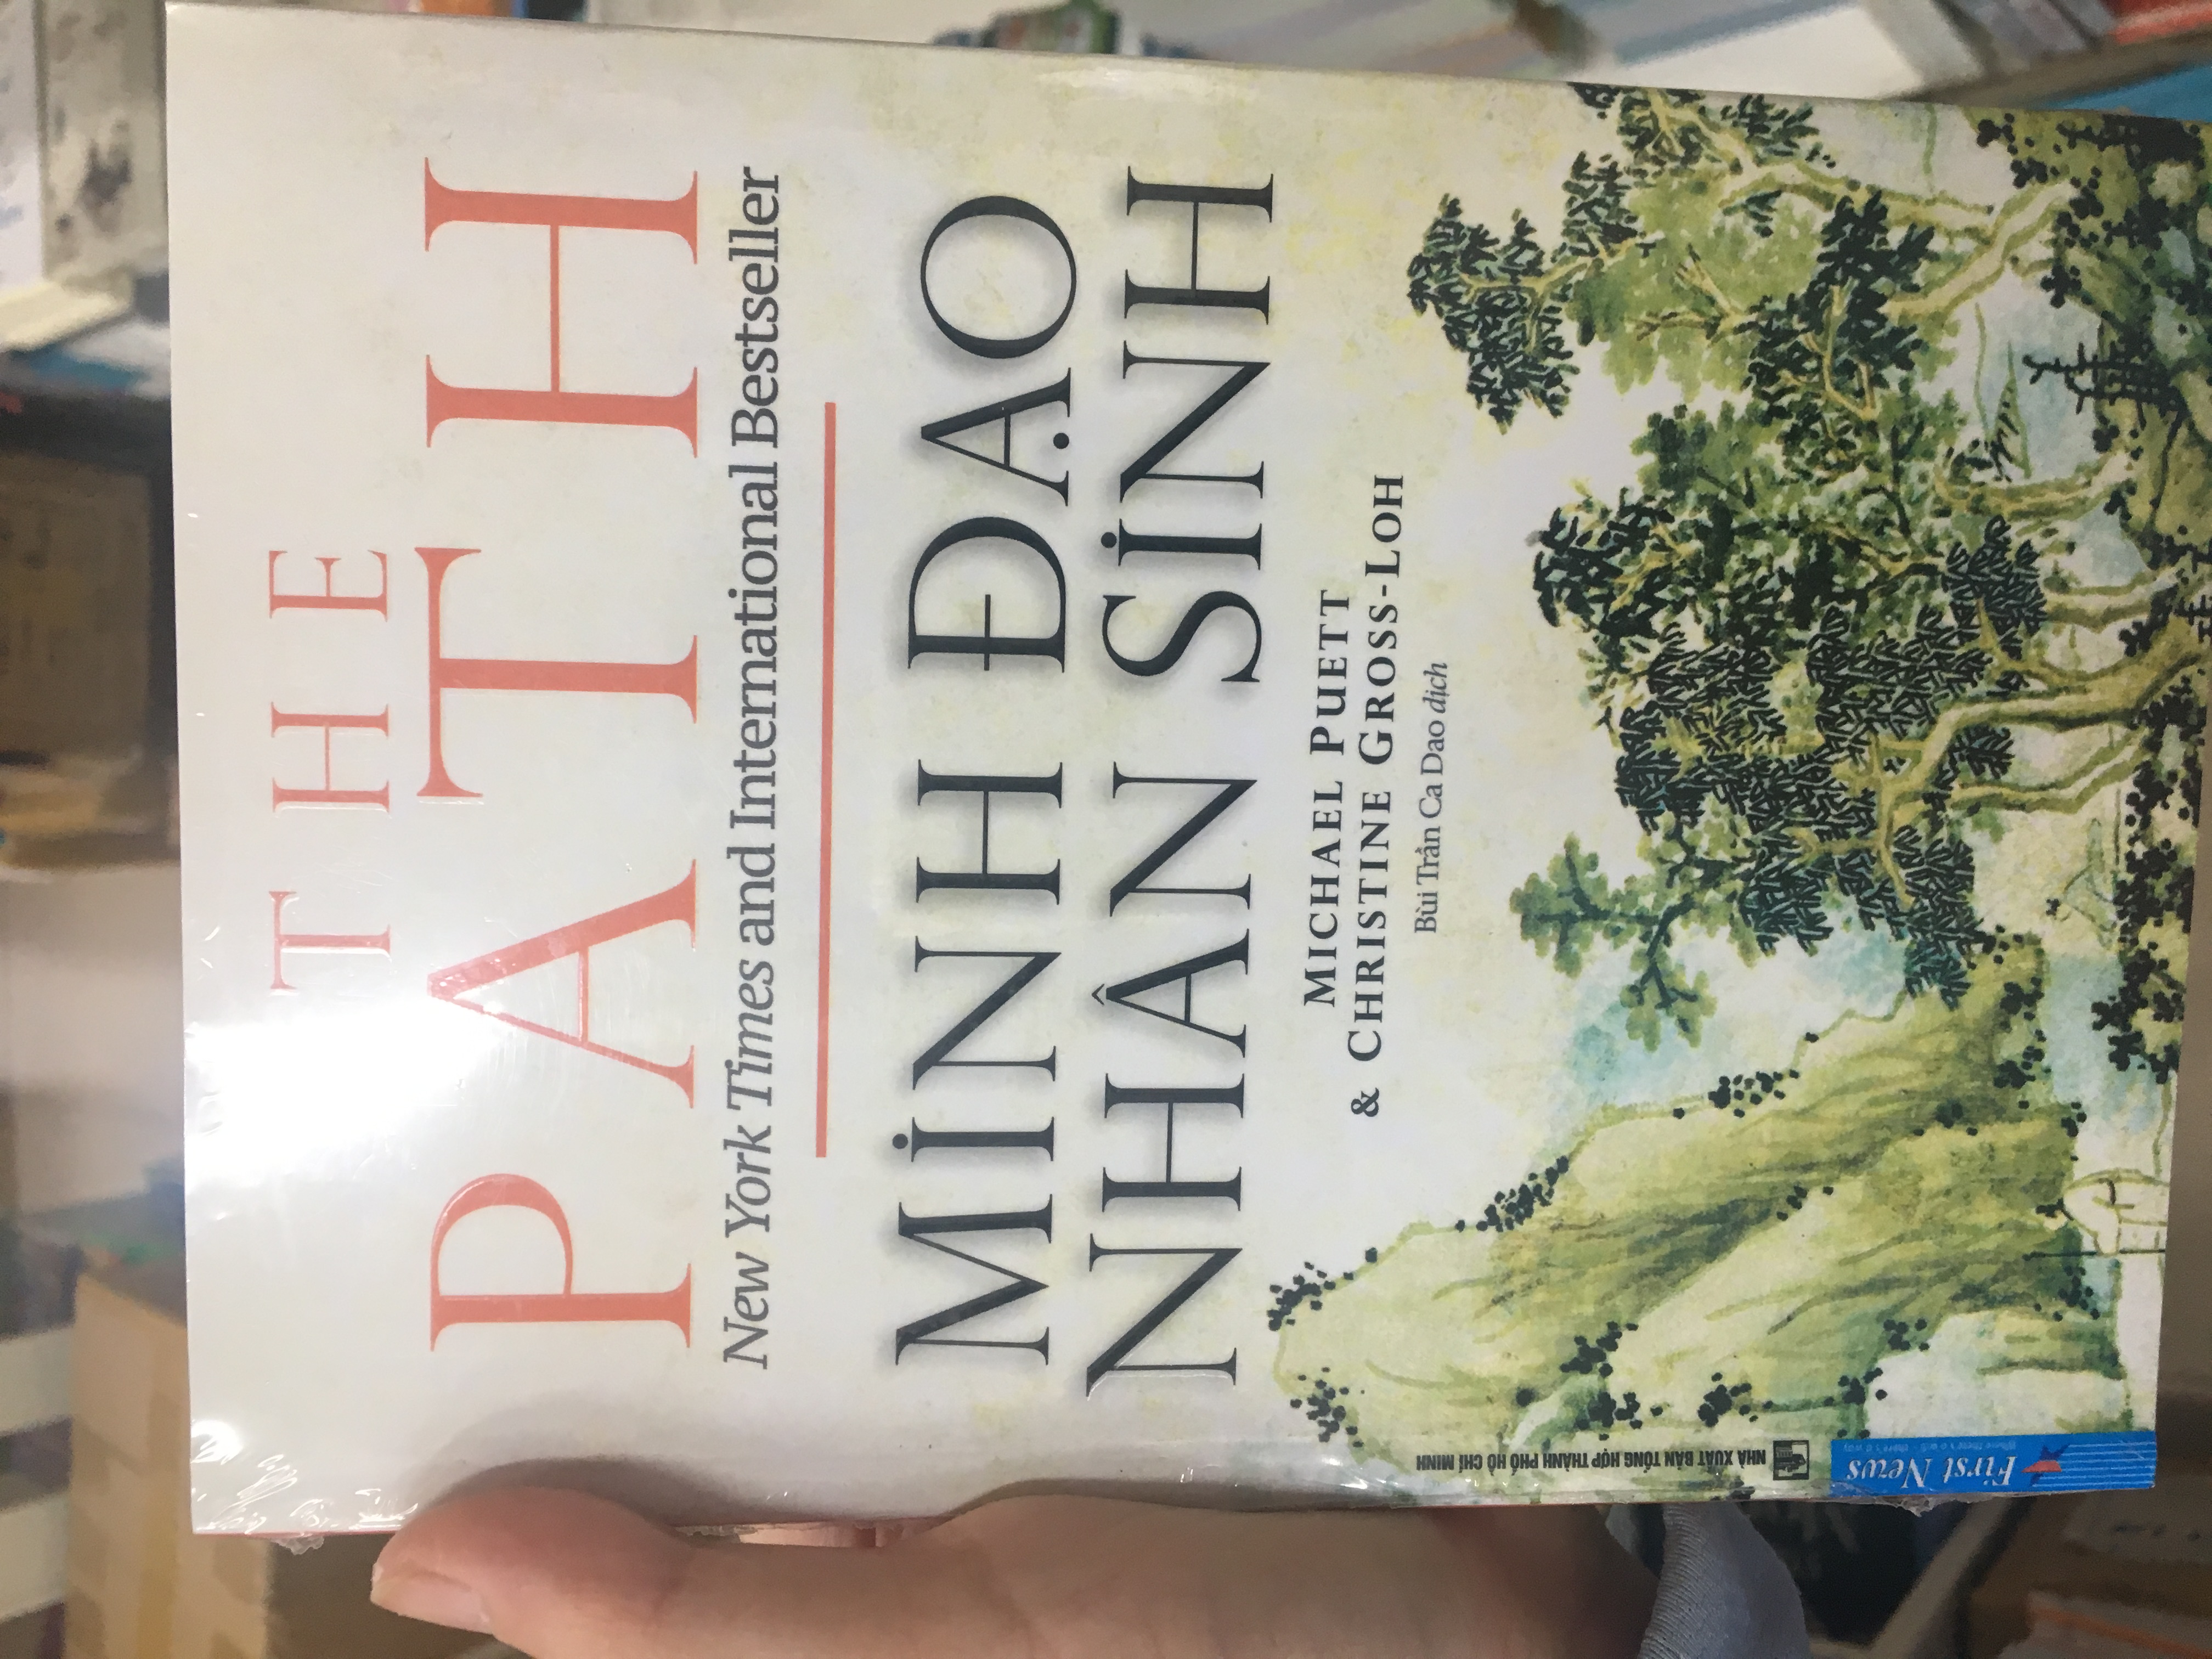 THE
PATH
New York Times and International Bestseller
MINH ĐẠO
NHÂN SINH
MICHAEL PUETT
& CHRISTINE GROSS-LOH
Bùi Trần Ca Dao dịch
NHÀ XUẤT BẢN TỔNG HỢP THÀNH PHỐ HỒ CHÍ MINH
First News